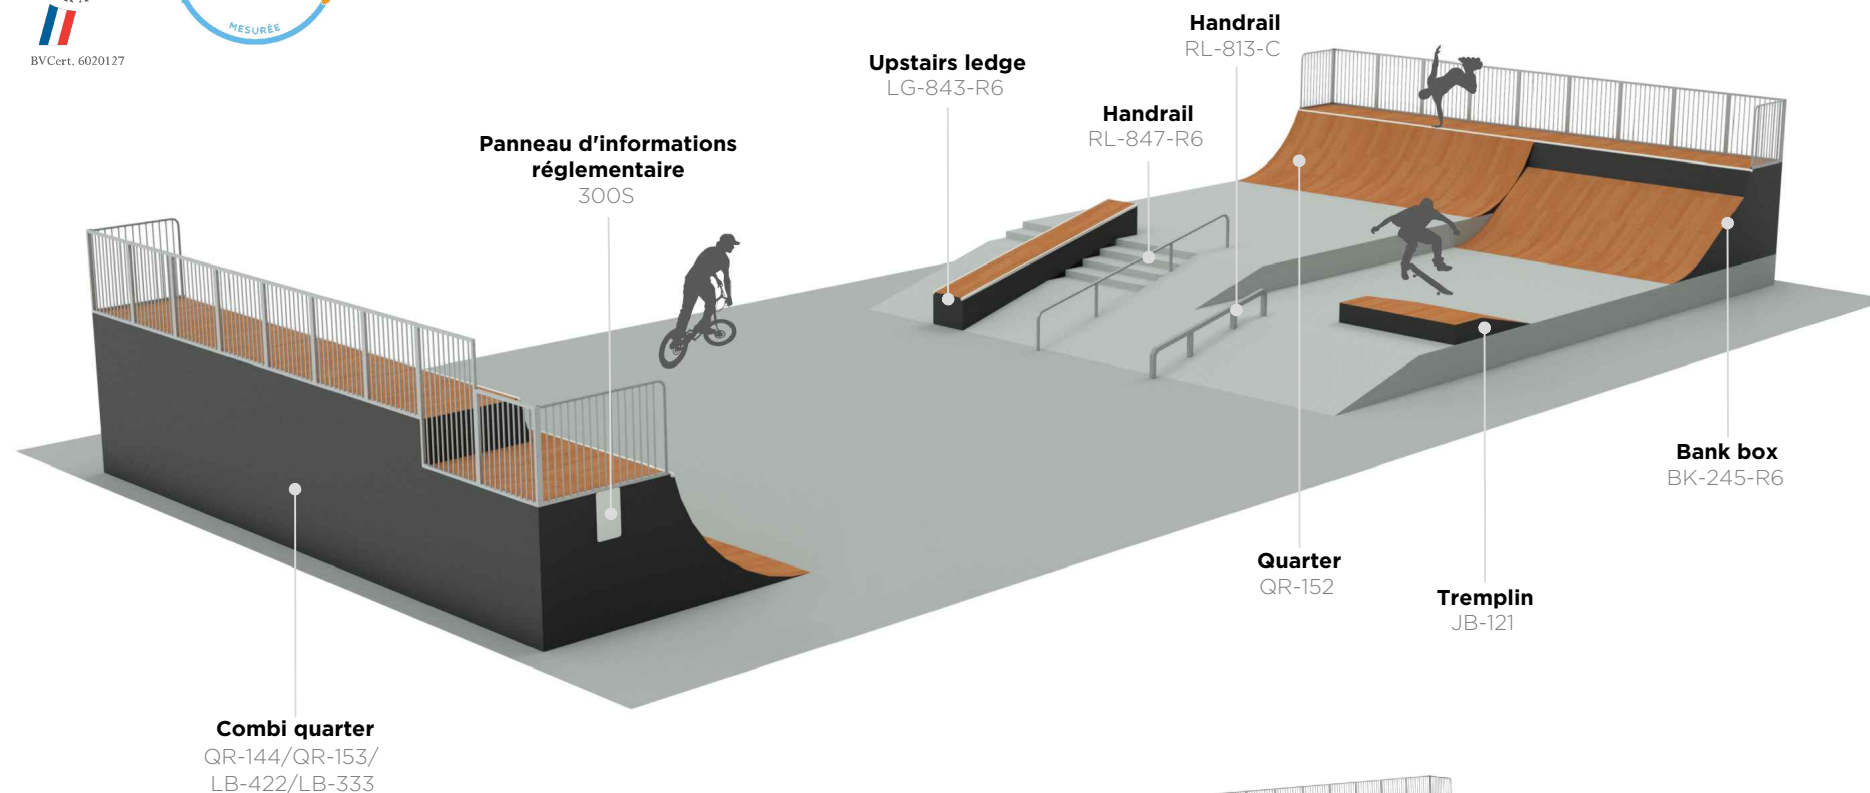 MESURÉE
BVCert. 6020127
Handrail
RL-813-C
Upstairs ledge
LG-843-R6
Handrail
RL-847-R6
Panneau d'informations
réglementaire
300S
Bank box
BK-245-R6
Quarter
QR-152
Tremplin
JB-121
Combi quarter
QR-144/QR-153/
LB-422/LB-333